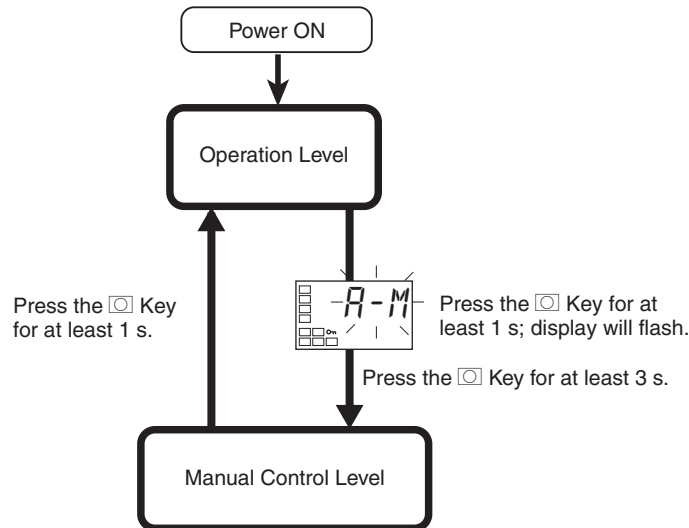 Power ON
Operation Level
Press the Key
for at least 1 s.
A-M
Press the Key for at
least 1 s; display will flash.
Press the Key for at least 3 s.
Manual Control Level